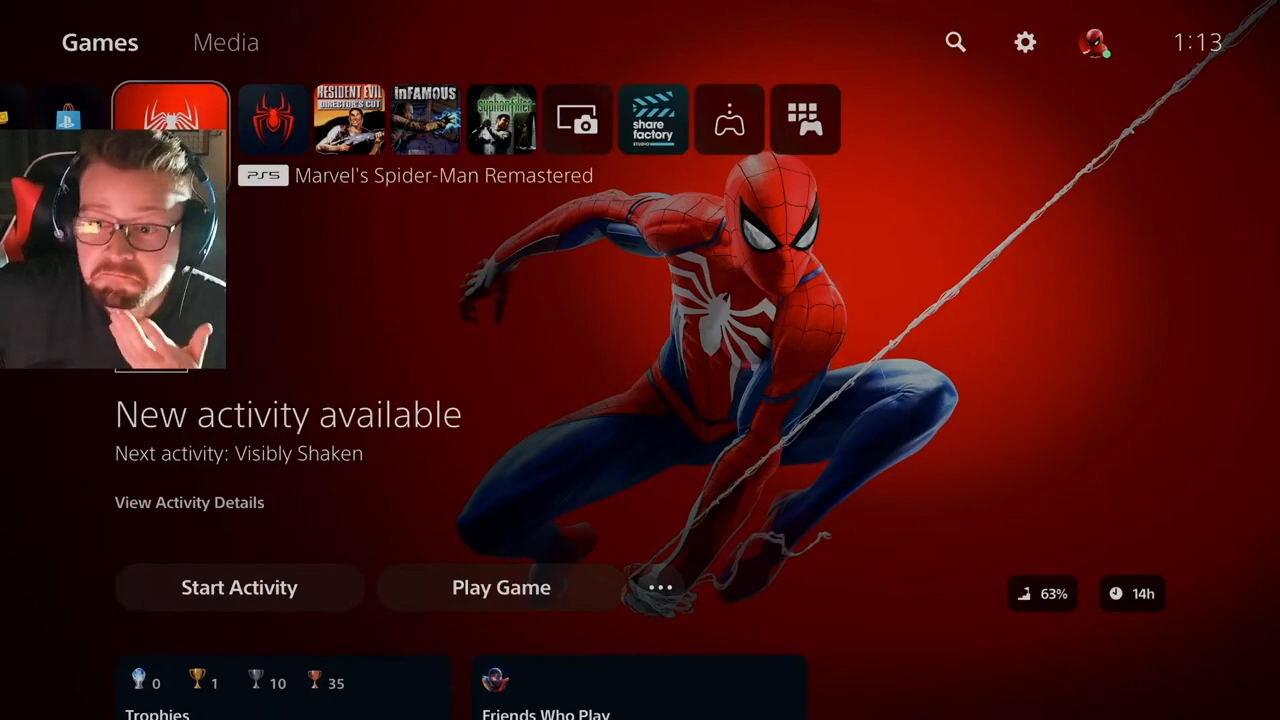 Games
Media
1:13
RESIDENT EVIL
DIRECTOR'S CUT
inFAMOUS
syphon filter
share
factory
STUDIO
PS5 Marvel's Spider-Man Remastered
New activity available
Next activity: Visibly Shaken
View Activity Details
Start Activity
Play Game
63%
14h
0
1
10
35
Trophies
Friends Who Play